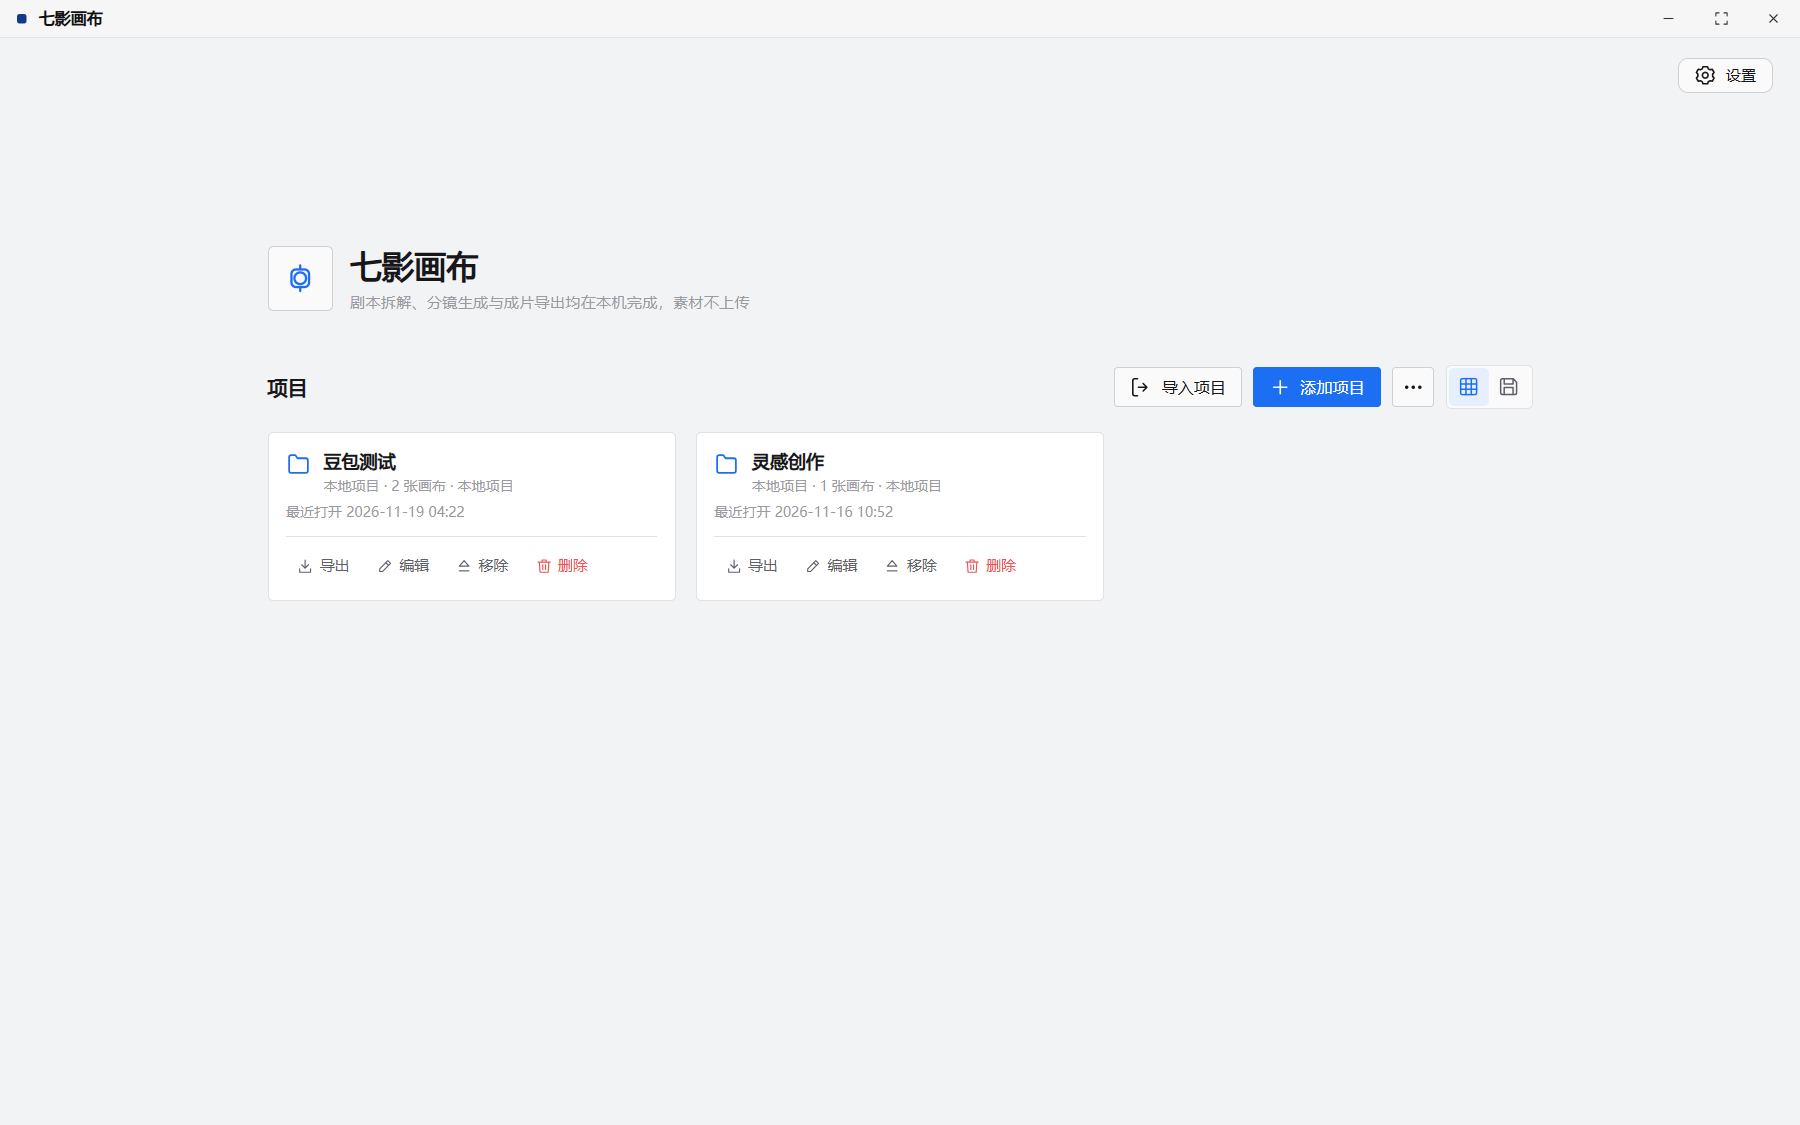 七影画布
设置
七影画布
剧本拆解、分镜生成与成片导出均在本机完成，素材不上传
项目
导入项目
添加项目
豆包测试
本地项目 · 2 张画布 · 本地项目
最近打开 2026-11-19 04:22
导出 编辑 移除 删除
灵感创作
本地项目 · 1 张画布 · 本地项目
最近打开 2026-11-16 10:52
导出 编辑 移除 删除